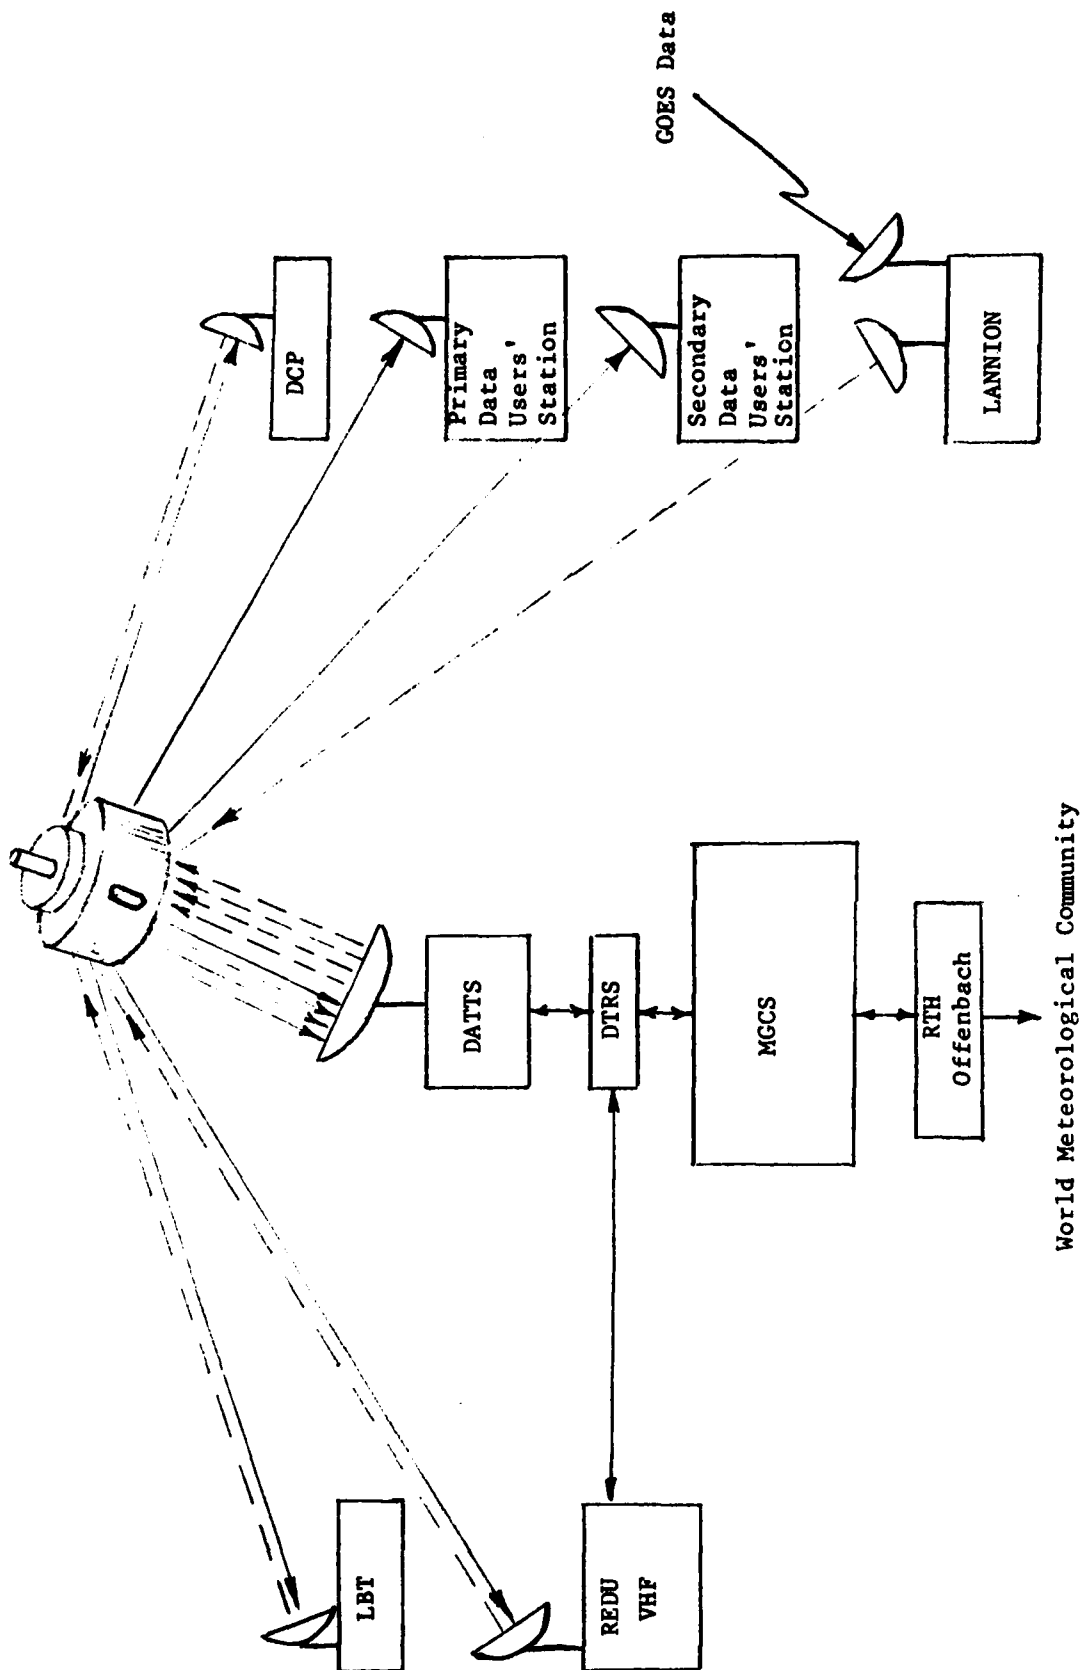 LBT
REDU
VHF
DATTS
DTRS
MGCS
RTH
Offenbach
World Meteorological Community
DCP
Primary
Data
Users'
Station
Secondary
Data
Users'
Station
LANNION
GOES Data